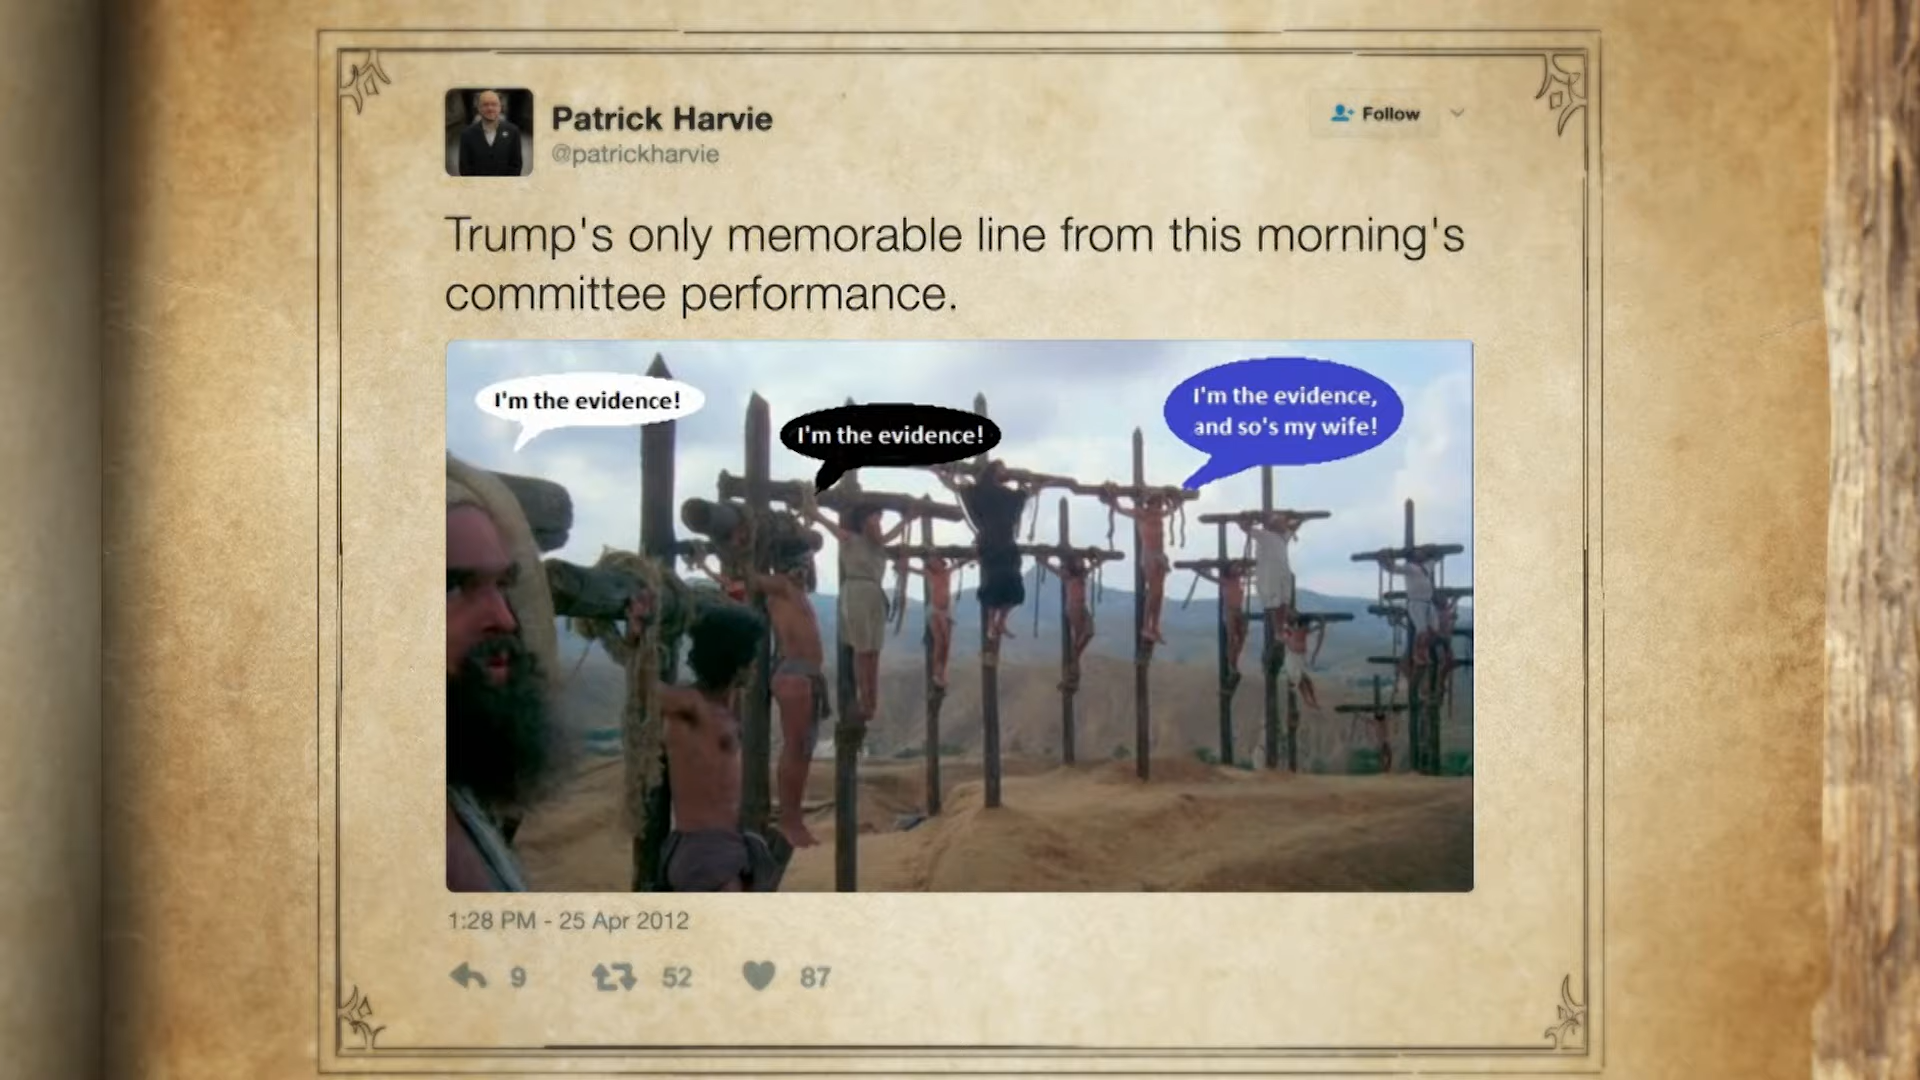 Patrick Harvie
@patrickharvie
Follow
Trump's only memorable line from this morning's
committee performance.
I'm the evidence!
I'm the evidence!
I'm the evidence,
and so's my wife!
1:28 PM - 25 Apr 2012
9 52 87